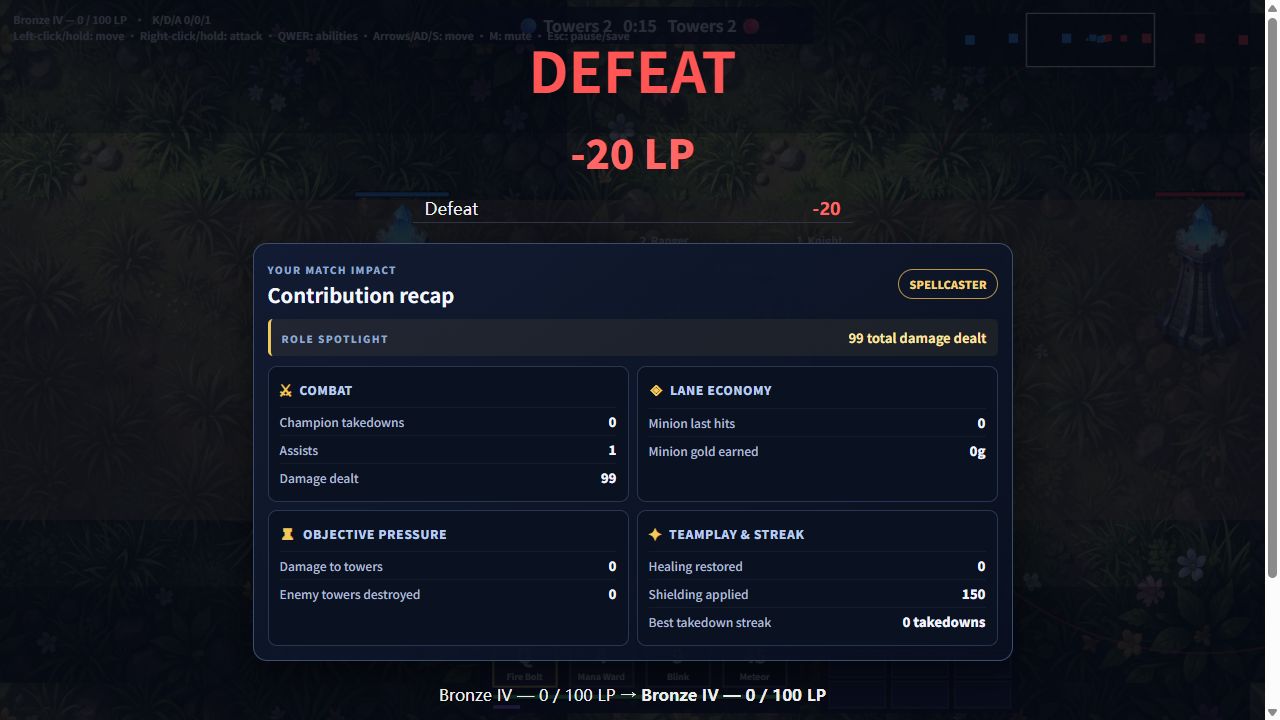 Bronze IV — 0 / 100 LP • K/D/A 0/0/1
Towers 2 0:15 Towers 2
Left-click/hold: move • Right-click/hold: attack • QWER: abilities • Arrows/AD/S: move • M: mute • Esc: pause/save
DEFEAT
-20 LP
Defeat -20
2 Ranger 1 Knight
YOUR MATCH IMPACT
Contribution recap
SPELLCASTER
ROLE SPOTLIGHT 99 total damage dealt
COMBAT
Champion takedowns 0
Assists 1
Damage dealt 99
LANE ECONOMY
Minion last hits 0
Minion gold earned 0g
OBJECTIVE PRESSURE
Damage to towers 0
Enemy towers destroyed 0
TEAMPLAY & STREAK
Healing restored 0
Shielding applied 150
Best takedown streak 0 takedowns
Fire Bolt Mana Ward Blink Meteor
Bronze IV — 0 / 100 LP → Bronze IV — 0 / 100 LP